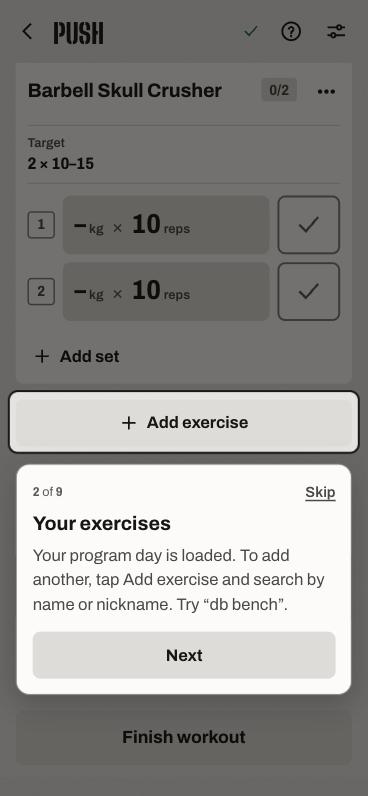 PUSH
Barbell Skull Crusher 0/2
Target
2 × 10–15
1 – kg × 10 reps
2 – kg × 10 reps
+ Add set
+ Add exercise
2 of 9 Skip
Your exercises
Your program day is loaded. To add
another, tap Add exercise and search by
name or nickname. Try “db bench”.
Next
Finish workout